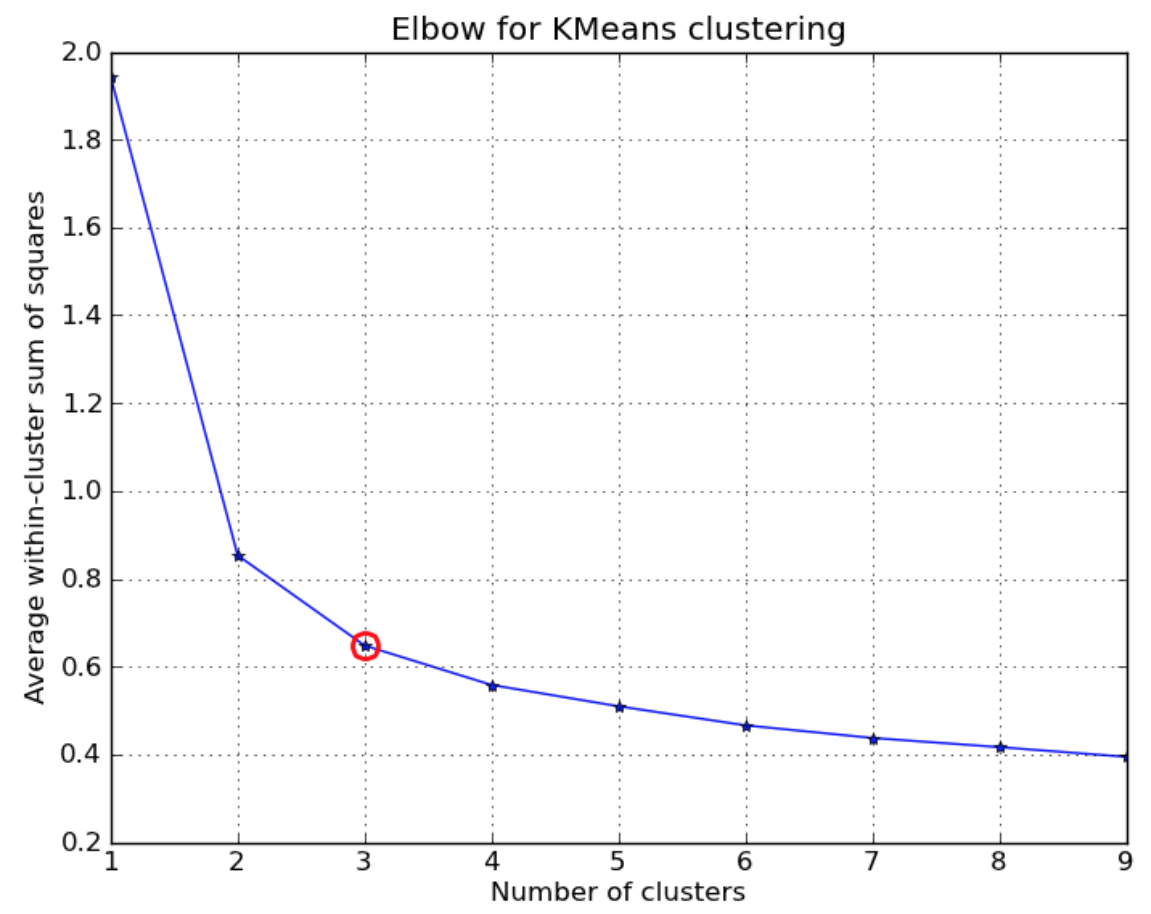 Elbow for KMeans clustering
2.0
1.8
1.6
1.4
1.2
1.0
0.8
0.6
0.4
0.2
Average within-cluster sum of squares
1 2 3 4 5 6 7 8 9
Number of clusters